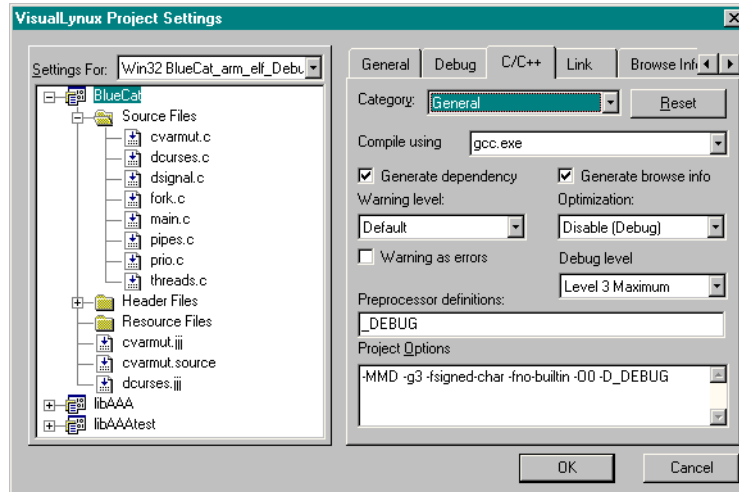 VisualLynux Project Settings
Settings For: Win32 BlueCat_arm_elf_Debu
BlueCat
Source Files
cvarmut.c
dcurses.c
dsignal.c
fork.c
main.c
pipes.c
prio.c
threads.c
Header Files
Resource Files
cvarmut.jjj
cvarmut.source
dcurses.jjj
libAAA
libAAAtest
General Debug C/C++ Link Browse Info
Category: General Reset
Compile using gcc.exe
Generate dependency Generate browse info
Warning level: Optimization:
Default Disable (Debug)
Warning as errors Debug level
Level 3 Maximum
Preprocessor definitions:
_DEBUG
Project Options
-MMD -g3 -fsigned-char -fno-builtin -O0 -D_DEBUG
OK Cancel